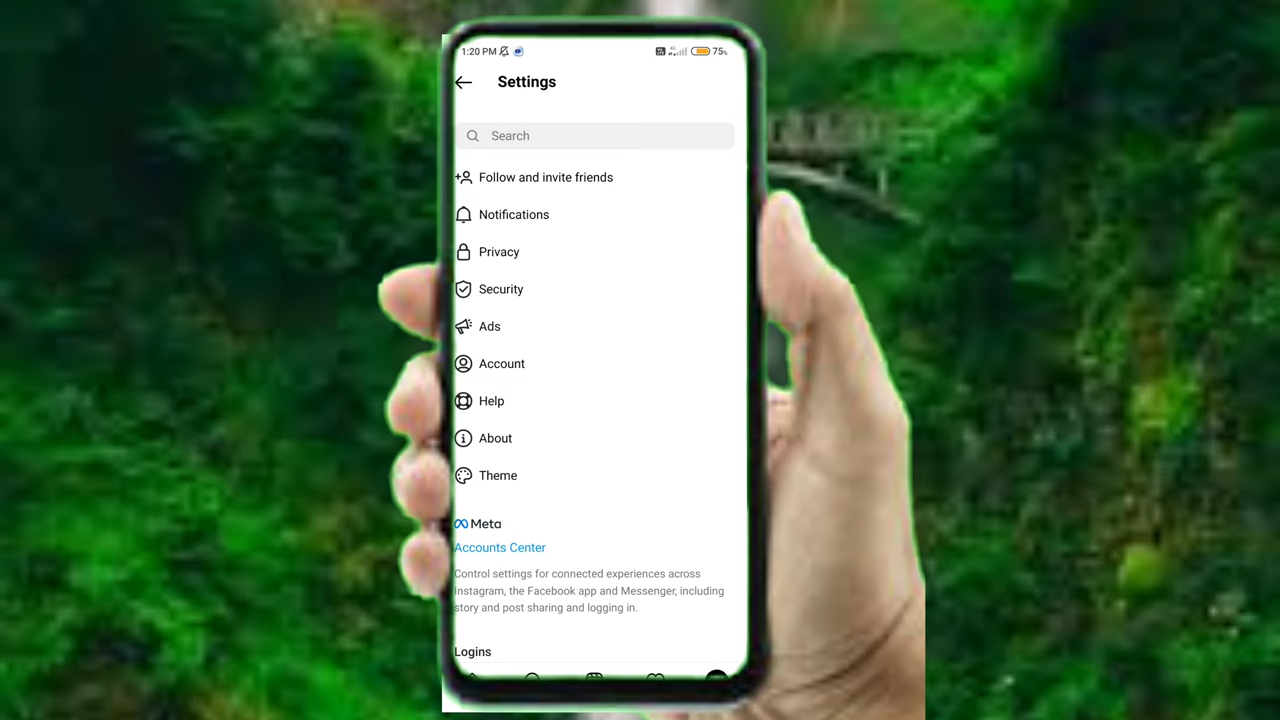 1:20 PM
75%
Settings
Search
Follow and invite friends
Notifications
Privacy
Security
Ads
Account
Help
About
Theme
Meta
Accounts Center
Control settings for connected experiences across
Instagram, the Facebook app and Messenger, including
story and post sharing and logging in.
Logins